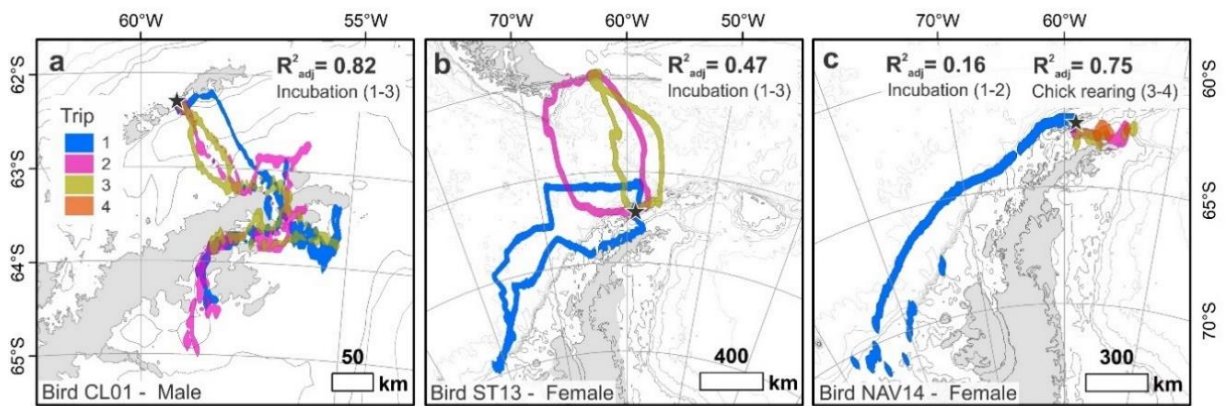 60°W 55°W 70°W 60°W 50°W 70°W 60°W
a
R²adj = 0.82
Incubation (1-3)
Trip
1
2
3
4
62°S
63°S
64°S
65°S
50
km
Bird CL01 - Male
b
R²adj = 0.47
Incubation (1-3)
400
km
Bird ST13 - Female
c
R²adj = 0.16 R²adj = 0.75
Incubation (1-2) Chick rearing (3-4)
60°S
65°S
70°S
300
km
Bird NAV14 - Female